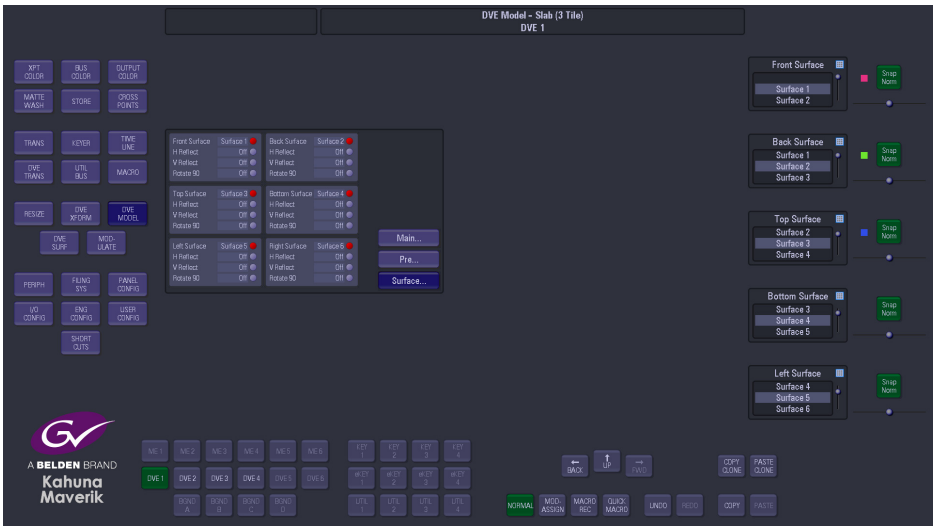 DVE Model - Slab (3 Tile)
DVE 1
XPT COLOR
BUS COLOR
OUTPUT COLOR
MATTE WASH
STORE
CROSS POINTS
TRANS
KEYER
TIME LINE
DVE TRANS
UTIL BUS
MACRO
RESIZE
DVE XFORM
DVE MODEL
DVE SURF
MOD- ULATE
PERIPH
FILING SYS
PANEL CONFIG
I/O CONFIG
ENG CONFIG
USER CONFIG
SHORT CUTS
Front Surface Surface 1 Back Surface Surface 2
H Reflect Off H Reflect Off
V Reflect Off V Reflect Off
Rotate 90 Off Rotate 90 Off
Top Surface Surface 3 Bottom Surface Surface 4
H Reflect Off H Reflect Off
V Reflect Off V Reflect Off
Rotate 90 Off Rotate 90 Off
Left Surface Surface 5 Right Surface Surface 6
H Reflect Off H Reflect Off
V Reflect Off V Reflect Off
Rotate 90 Off Rotate 90 Off
Main...
Pre...
Surface...
Front Surface
Surface 1
Surface 2
Snap Norm
Back Surface
Surface 1
Surface 2
Surface 3
Snap Norm
Top Surface
Surface 2
Surface 3
Surface 4
Snap Norm
Bottom Surface
Surface 3
Surface 4
Surface 5
Snap Norm
Left Surface
Surface 4
Surface 5
Surface 6
Snap Norm
GV
A BELDEN BRAND
Kahuna
Maverik
M/E 1 M/E 2 M/E 3 M/E 4 M/E 5 M/E 6
DVE 1 DVE 2 DVE 3 DVE 4 DVE 5 DVE 6
BGND A BGND B BGND C BGND D
KEY 1 KEY 2 KEY 3 KEY 4
eKEY 1 eKEY 2 eKEY 3 eKEY 4
UTIL 1 UTIL 2 UTIL 3 UTIL 4
BACK UP FWD
NORMAL MOD- ASSIGN MACRO REC QUICK MACRO UNDO REDO
COPY CLONE PASTE CLONE
COPY PASTE